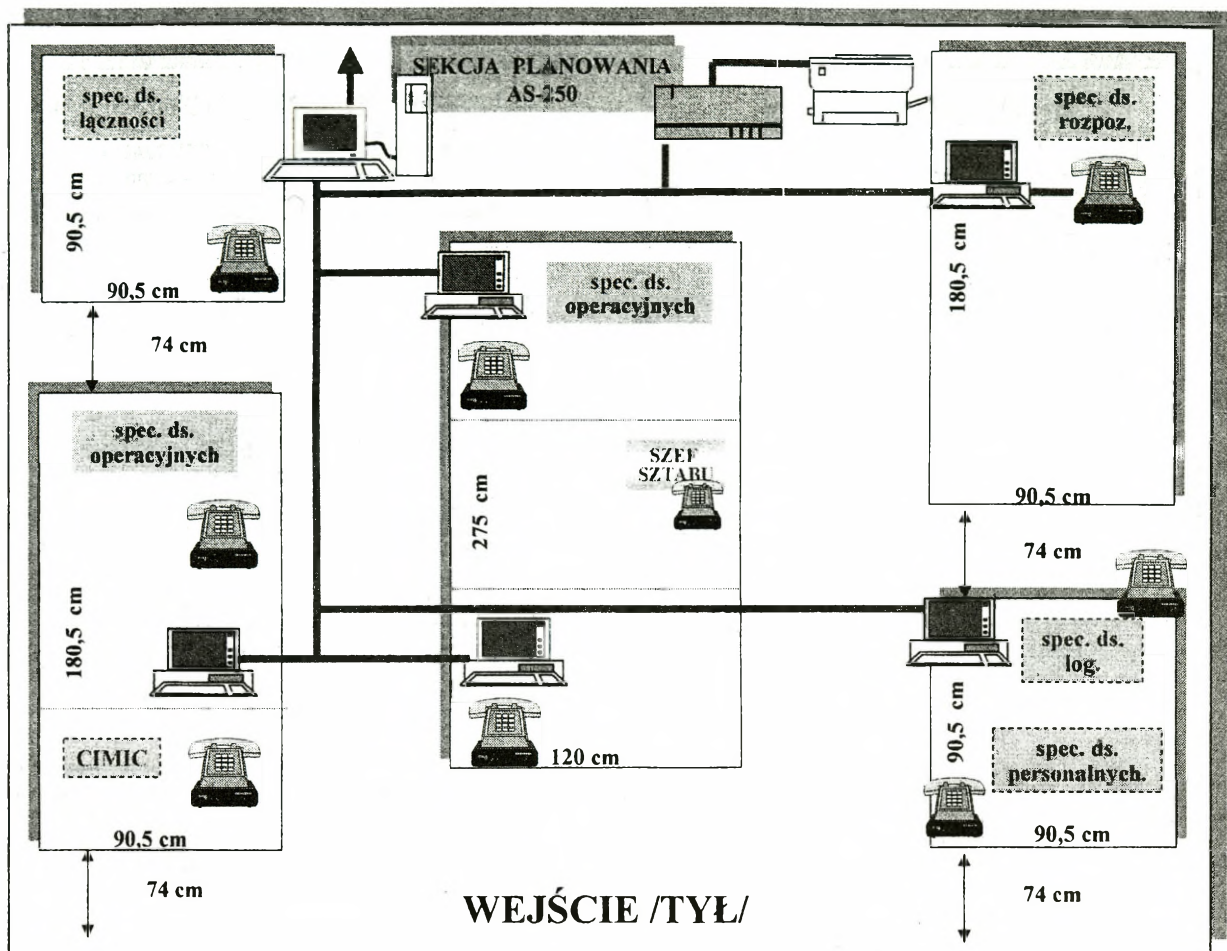 SEKCJA PLANOWANIA
AS-250
spec. ds.
łączności
90,5 cm
90,5 cm
74 cm
spec. ds.
rozpoz.
180,5 cm
90,5 cm
74 cm
spec. ds.
operacyjnych
SZEF
SZTABU
275 cm
120 cm
spec. ds.
operacyjnych
180,5 cm
CIMIC
90,5 cm
74 cm
spec. ds.
log.
90,5 cm
spec. ds.
personalnych.
90,5 cm
74 cm
WEJŚCIE /TYŁ/